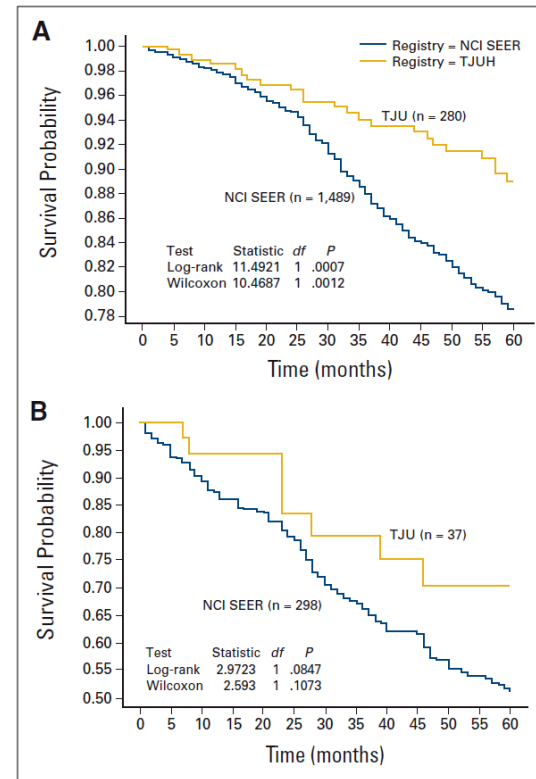 A
Survival Probability
1.00
0.98
0.96
0.94
0.92
0.90
0.88
0.86
0.84
0.82
0.80
0.78
Registry = NCI SEER
Registry = TJUH
TJU (n = 280)
NCI SEER (n = 1,489)
Test Statistic df P
Log-rank 11.4921 1 .0007
Wilcoxon 10.4687 1 .0012
0 5 10 15 20 25 30 35 40 45 50 55 60
Time (months)
B
Survival Probability
1.00
0.95
0.90
0.85
0.80
0.75
0.70
0.65
0.60
0.55
0.50
TJU (n = 37)
NCI SEER (n = 298)
Test Statistic df P
Log-rank 2.9723 1 .0847
Wilcoxon 2.593 1 .1073
0 5 10 15 20 25 30 35 40 45 50 55 60
Time (months)